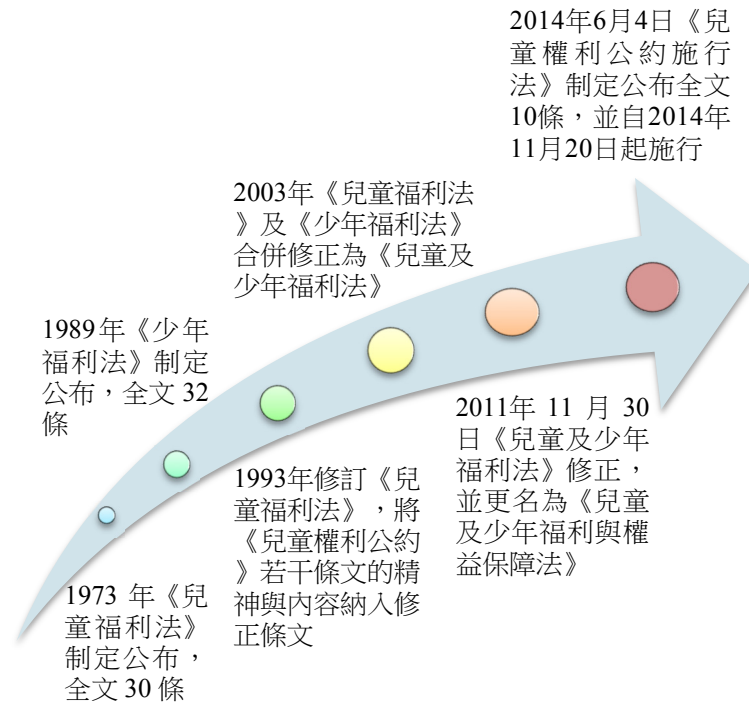 1973 年《兒
童福利法》
制定公布，
全文 30 條
1989年《少年
福利法》制定
公布，全文 32
條
1993年修訂《兒
童福利法》，將
《兒童權利公約
》若干條文的精
神與內容納入修
正條文
2003年《兒童福利法
》及《少年福利法》
合併修正為《兒童及
少年福利法》
2011年 11 月 30
日《兒童及少年
福利法》修正，
並更名為《兒童
及少年福利與權
益保障法》
2014年6月4日《兒
童權利公約施行
法》制定公布全文
10條，並自2014年
11月20日起施行